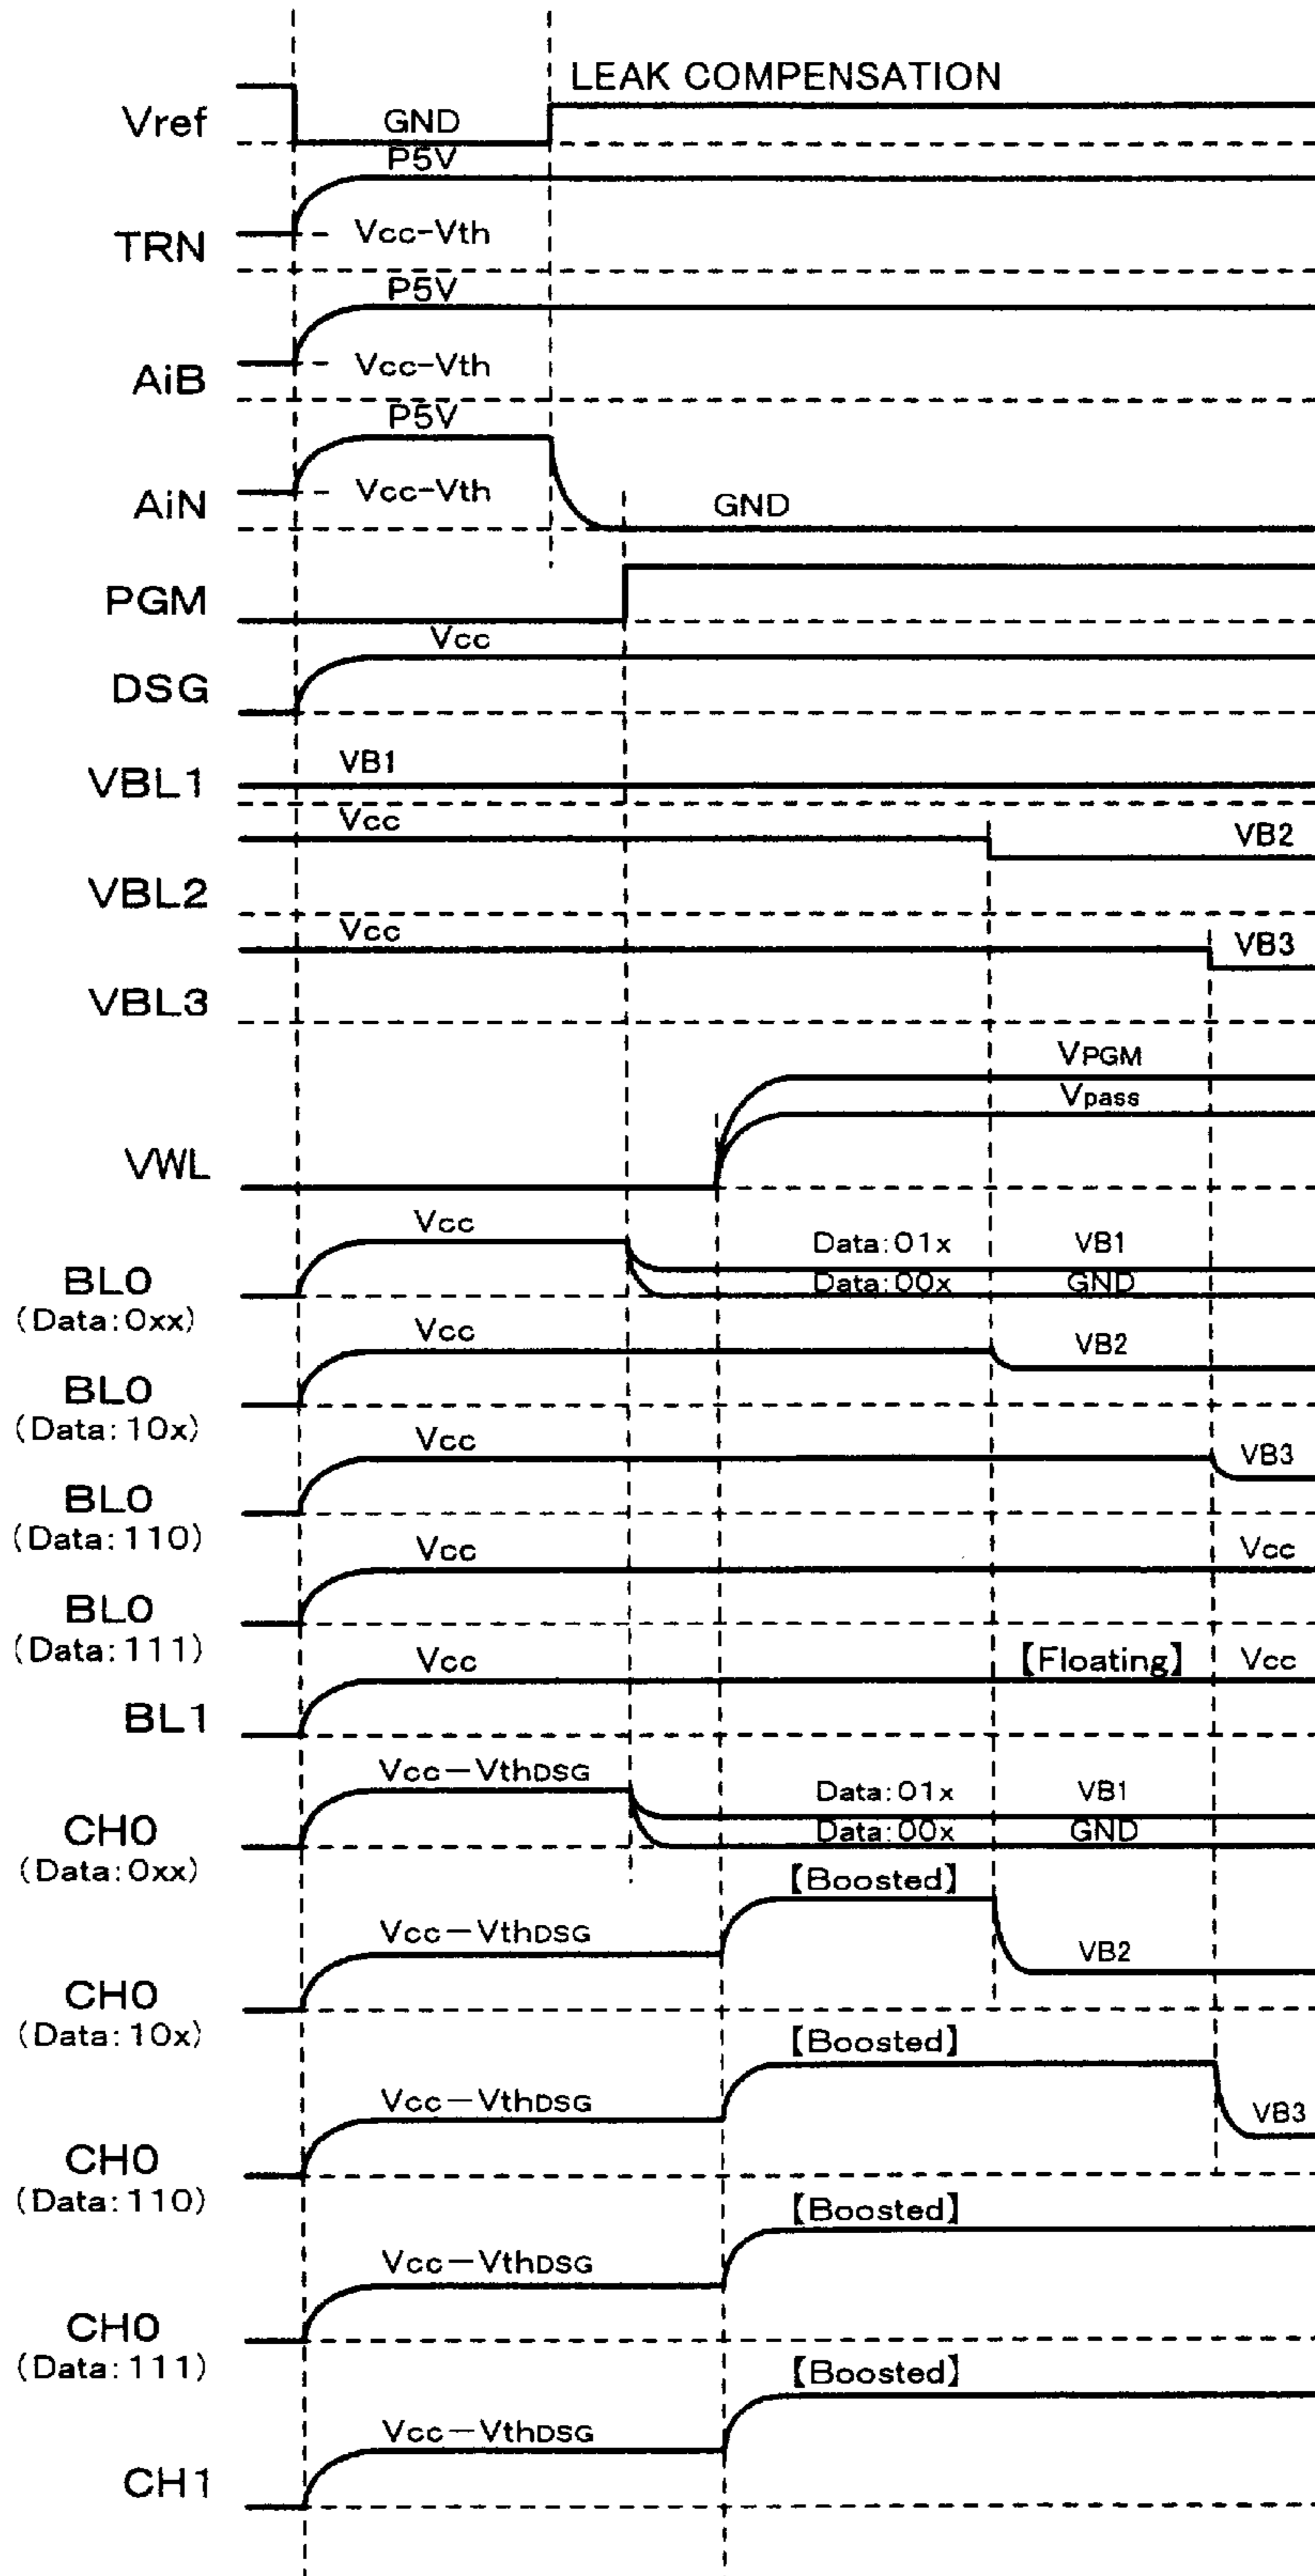 LEAK COMPENSATION
Vref
GND
P5V
TRN
Vcc-Vth
P5V
AiB
Vcc-Vth
P5V
AiN
Vcc-Vth
GND
PGM
Vcc
DSG
VB1
VBL1
Vcc
VB2
VBL2
Vcc
VB3
VBL3
VPGM
Vpass
VWL
Vcc
Data:01x VB1
BL0
Data:00x GND
(Data:0xx)
Vcc
VB2
BL0
(Data:10x)
Vcc
VB3
BL0
(Data:110)
Vcc
Vcc
BL0
(Data:111)
Vcc
【Floating】 Vcc
BL1
Vcc-VthDSG
Data:01x VB1
CH0
Data:00x GND
(Data:0xx)
【Boosted】
Vcc-VthDSG
VB2
CH0
(Data:10x)
【Boosted】
Vcc-VthDSG
VB3
CH0
(Data:110)
【Boosted】
Vcc-VthDSG
CH0
(Data:111)
【Boosted】
Vcc-VthDSG
CH1